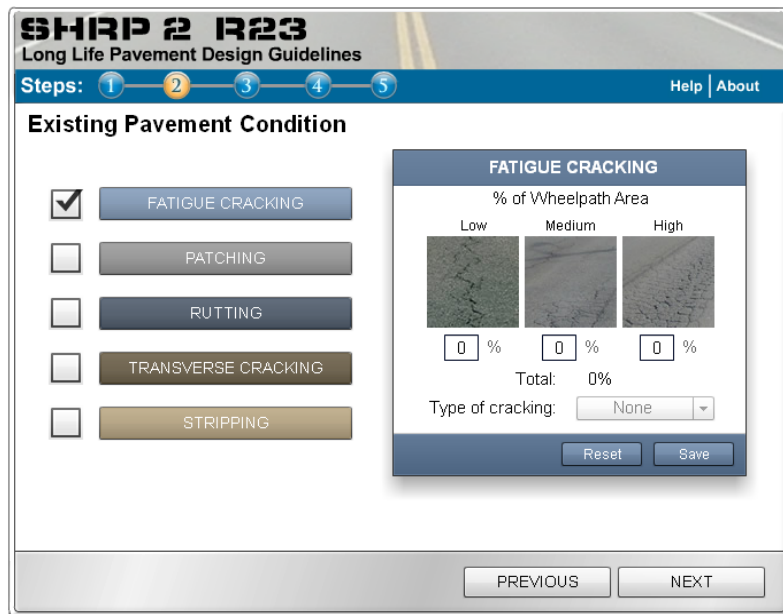 SHRP 2 R23
Long Life Pavement Design Guidelines
Steps: 1 2 3 4 5 Help | About
Existing Pavement Condition
FATIGUE CRACKING
PATCHING
RUTTING
TRANSVERSE CRACKING
STRIPPING
FATIGUE CRACKING
% of Wheelpath Area
Low Medium High
0 % 0 % 0 %
Total: 0%
Type of cracking: None
Reset Save
PREVIOUS NEXT